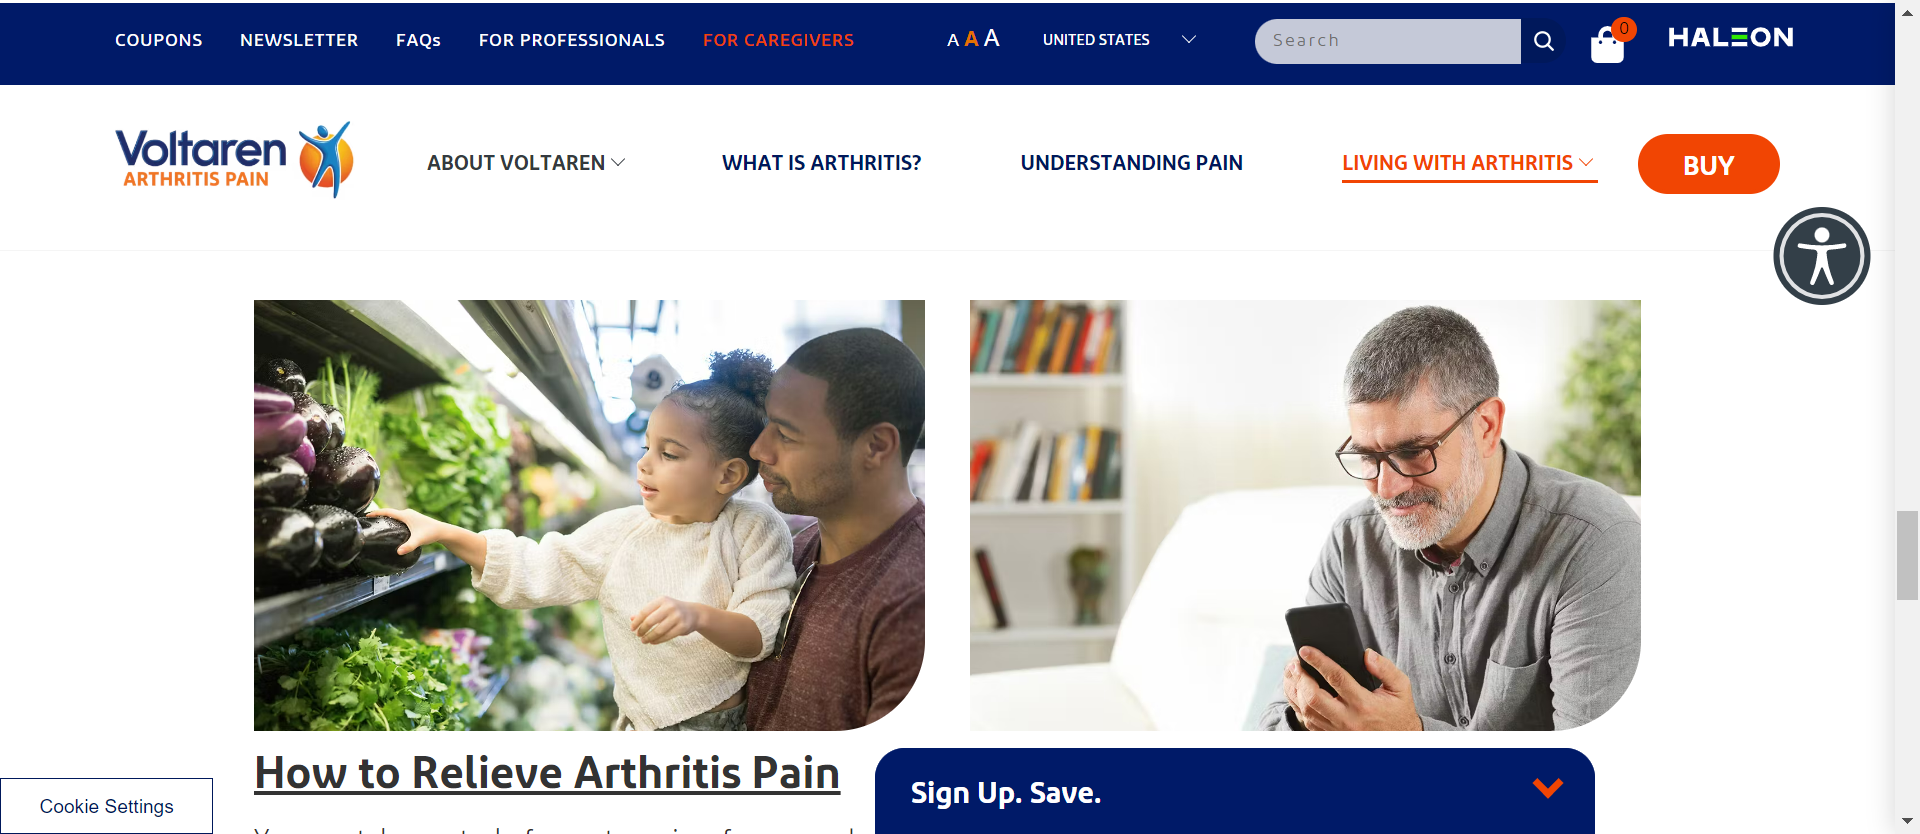 COUPONS NEWSLETTER FAQs FOR PROFESSIONALS FOR CAREGIVERS A A A UNITED STATES Search 0 HALEON
Voltaren
ARTHRITIS PAIN
ABOUT VOLTAREN WHAT IS ARTHRITIS? UNDERSTANDING PAIN LIVING WITH ARTHRITIS BUY
9
How to Relieve Arthritis Pain
Sign Up. Save.
Cookie Settings